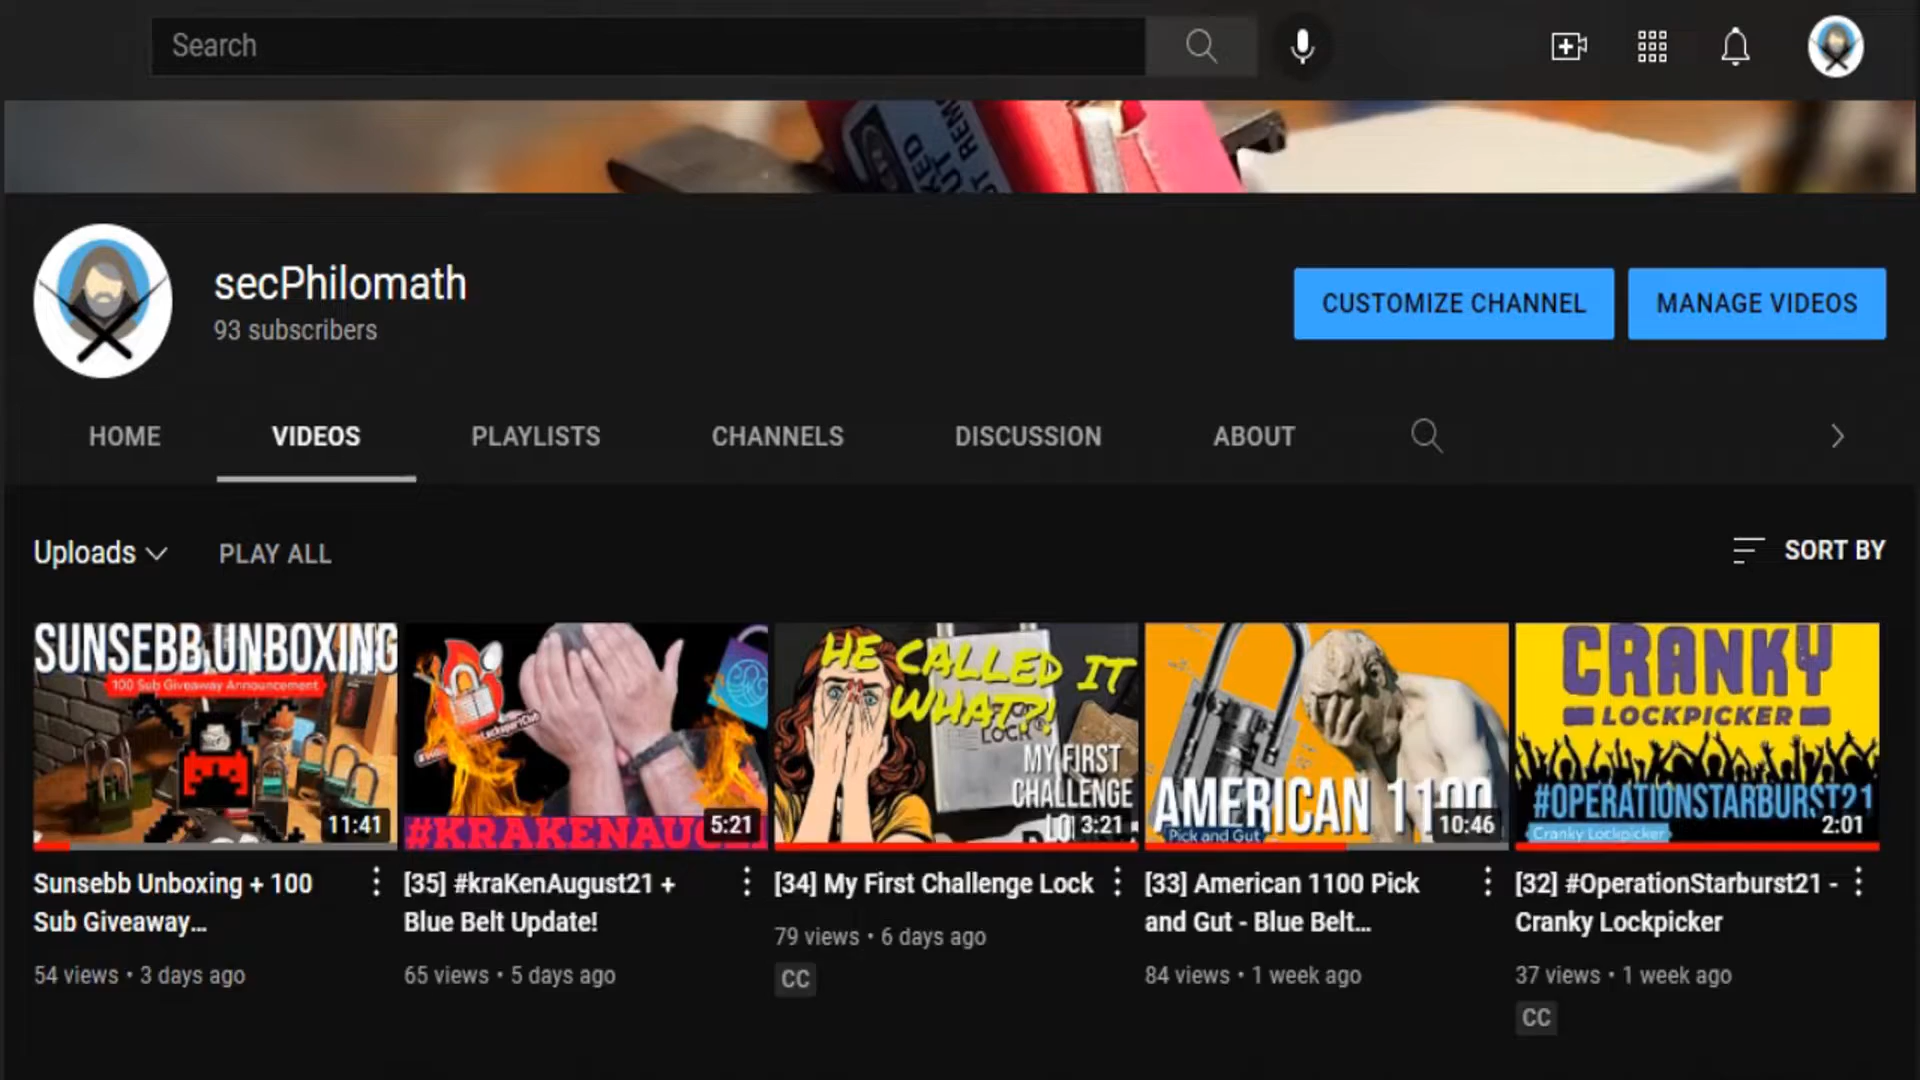 Search
secPhilomath
93 subscribers
CUSTOMIZE CHANNEL
MANAGE VIDEOS
HOME
VIDEOS
PLAYLISTS
CHANNELS
DISCUSSION
ABOUT
Uploads
PLAY ALL
SORT BY
SUNSEBB UNBOXING
100 Sub Giveaway Announcement
11:41
#KRAKENAUG
5:21
HE CALLED IT
WHAT?!
LOCK
MY FIRST
CHALLENGE
3:21
AMERICAN 1100
Pick and Gut
10:46
CRANKY
LOCKPICKER
#OPERATIONSTARBURST21
Cranky Lockpicker
2:01
Sunsebb Unboxing + 100
Sub Giveaway...
54 views • 3 days ago
[35] #kraKenAugust21 +
Blue Belt Update!
65 views • 5 days ago
[34] My First Challenge Lock
79 views • 6 days ago
CC
[33] American 1100 Pick
and Gut - Blue Belt...
84 views • 1 week ago
[32] #OperationStarburst21 -
Cranky Lockpicker
37 views • 1 week ago
CC